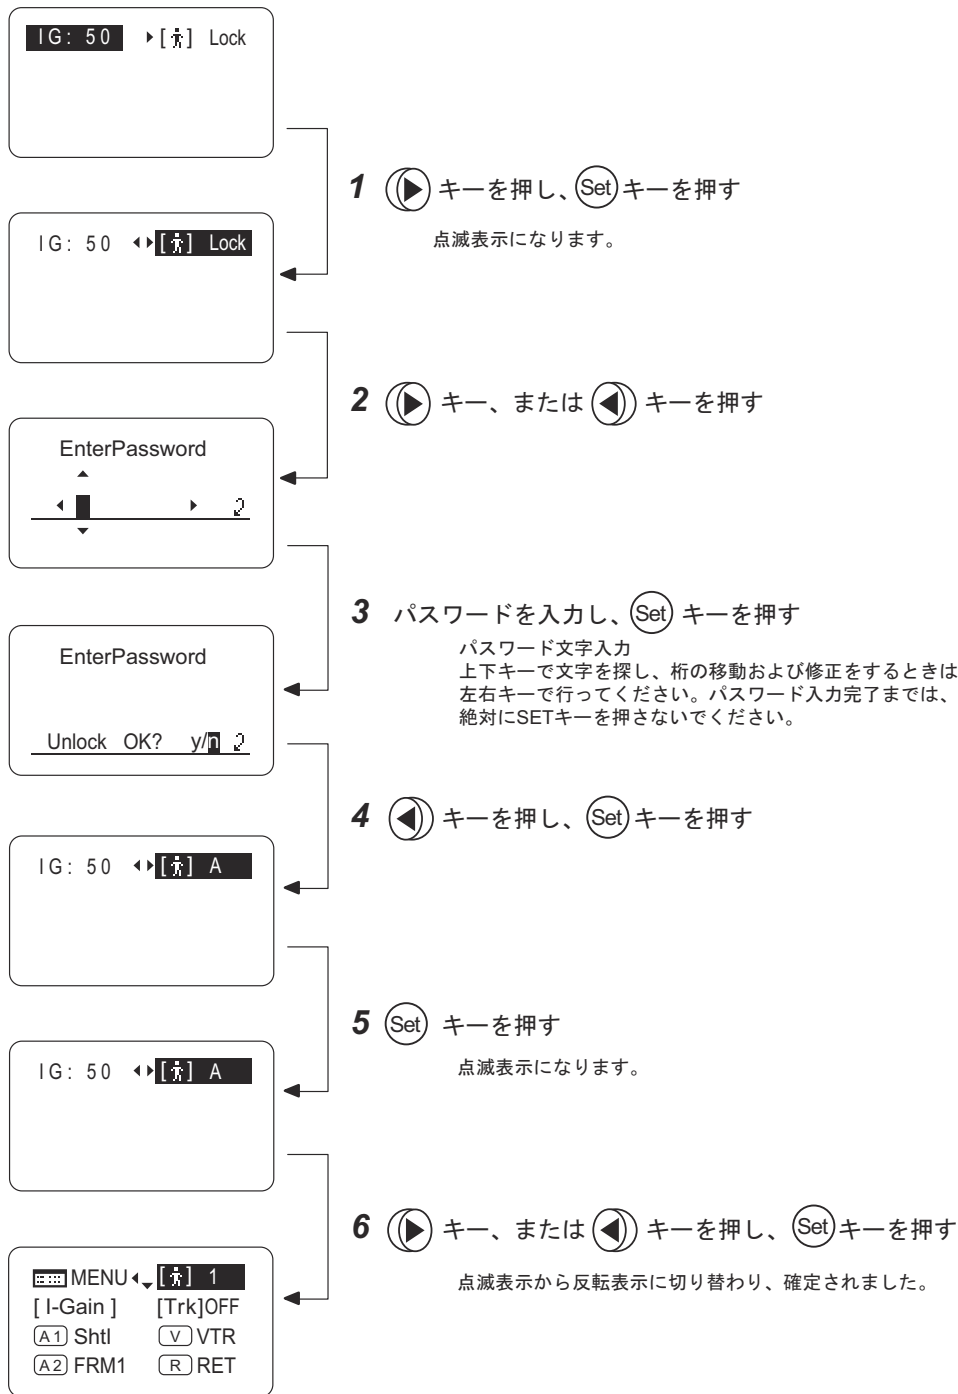 IG: 50 [ ] Lock
1 キーを押し、Setキーを押す
点滅表示になります。
IG: 50 [ ] Lock
2 キー、または キーを押す
EnterPassword
3 パスワードを入力し、Set キーを押す
パスワード文字入力
上下キーで文字を探し、桁の移動および修正をするときは
左右キーで行ってください。パスワード入力完了までは、
絶対にSETキーを押さないでください。
EnterPassword
Unlock OK? y/n
4 キーを押し、Setキーを押す
IG: 50 [ ] A
5 Set キーを押す
点滅表示になります。
IG: 50 [ ] A
6 キー、または キーを押し、Setキーを押す
点滅表示から反転表示に切り替わり、確定されました。
MENU [ ] 1
[ I-Gain ] [Trk]OFF
A1 Shtl V VTR
A2 FRM1 R RET